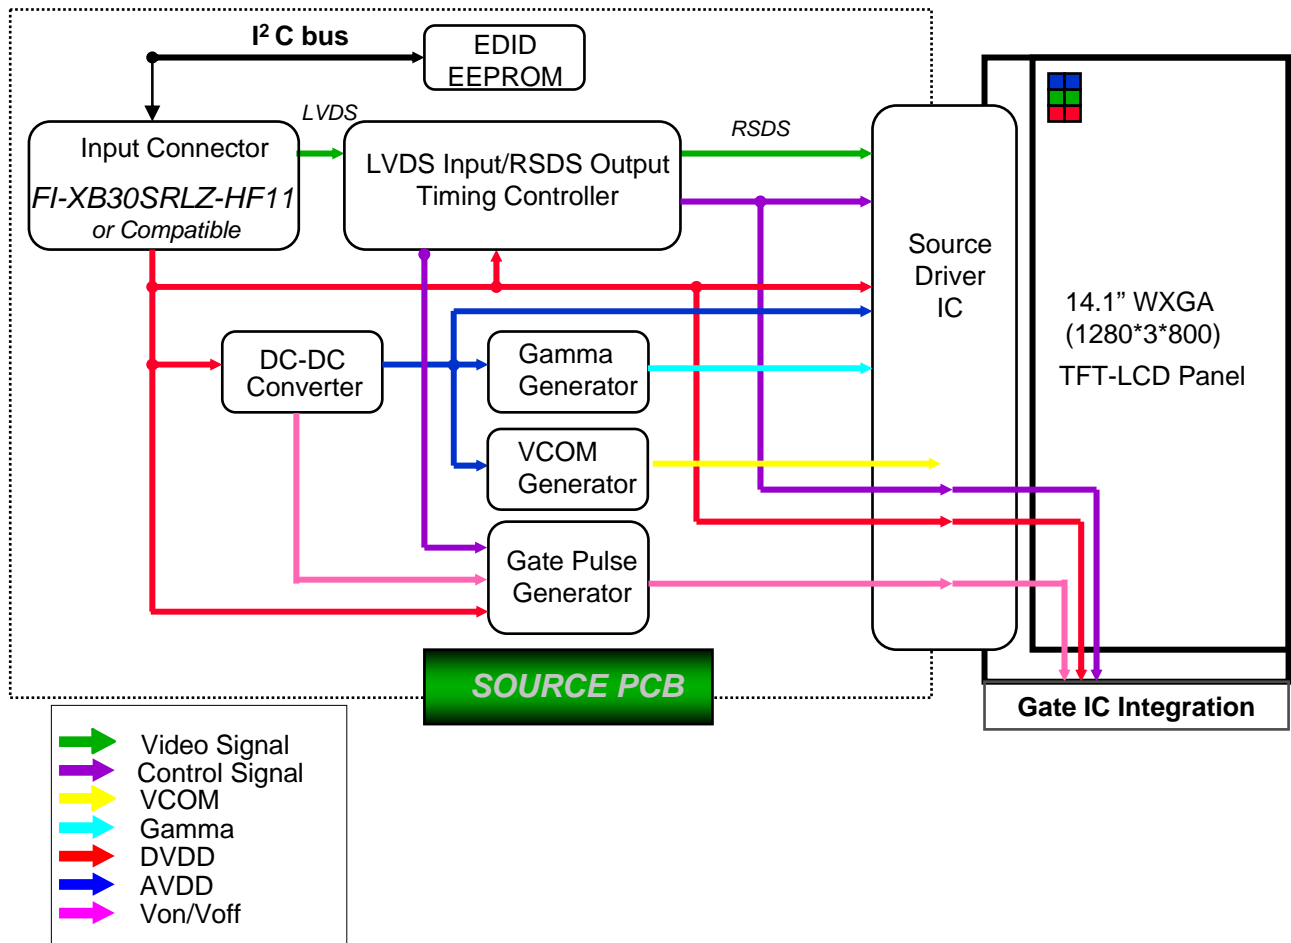 I² C bus
EDID
EEPROM
LVDS
RSDS
Input Connector
FI-XB30SRLZ-HF11
or Compatible
LVDS Input/RSDS Output
Timing Controller
Source
Driver
IC
14.1” WXGA
(1280*3*800)
TFT-LCD Panel
DC-DC
Converter
Gamma
Generator
VCOM
Generator
Gate Pulse
Generator
SOURCE PCB
Gate IC Integration
Video Signal
Control Signal
VCOM
Gamma
DVDD
AVDD
Von/Voff